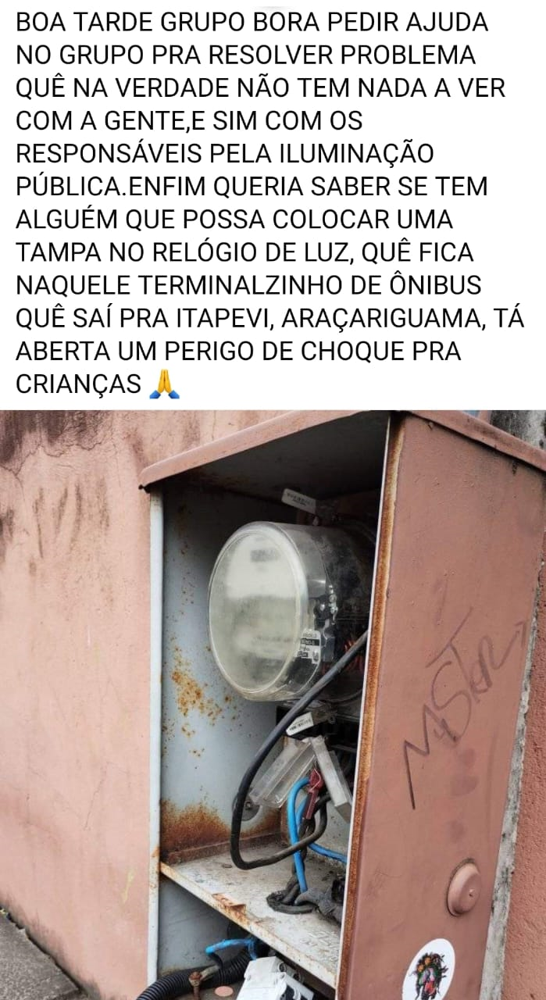 BOA TARDE GRUPO BORA PEDIR AJUDA
NO GRUPO PRA RESOLVER PROBLEMA
QUÊ NA VERDADE NÃO TEM NADA A VER
COM A GENTE,E SIM COM OS
RESPONSÁVEIS PELA ILUMINAÇÃO
PÚBLICA.ENFIM QUERIA SABER SE TEM
ALGUÉM QUE POSSA COLOCAR UMA
TAMPA NO RELÓGIO DE LUZ, QUÊ FICA
NAQUELE TERMINALZINHO DE ÔNIBUS
QUÊ SAÍ PRA ITAPEVI, ARAÇARIGUAMA, TÁ
ABERTA UM PERIGO DE CHOQUE PRA
CRIANÇAS 🙏